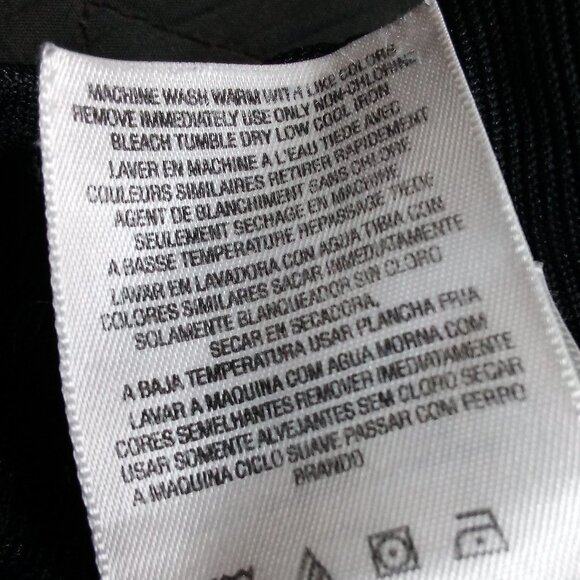 MACHINE WASH WARM WITH LIKE COLORS
REMOVE IMMEDIATELY USE ONLY NON-CHLORINE
BLEACH TUMBLE DRY LOW COOL IRON
LAVER EN MACHINE A L'EAU TIEDE AVEC
COULEURS SIMILAIRES RETIRER RAPIDEMENT
AGENT DE BLANCHIMENT SANS CHLORE
SEULEMENT SECHAGE EN MACHINE
A BASSE TEMPERATURE REPASSAGE TIEDE
LAVAR EN LAVADORA CON AGUA TIBIA CON
COLORES SIMILARES SACAR IMMEDIATAMENTE
SOLAMENTE BLANQUEADOR SIN CLORO
SECAR EN SECADORA
A BAJA TEMPERATURA USAR PLANCHA FRIA
LAVAR A MAQUINA COM AGUA MORNA COM
CORES SEMELHANTES REMOVER IMEDIATAMENTE
USAR SOMENTE ALVEJANTES SEM CLORO SECAR
A MAQUINA CICLO SUAVE PASSAR COM FERRO
BRANDO